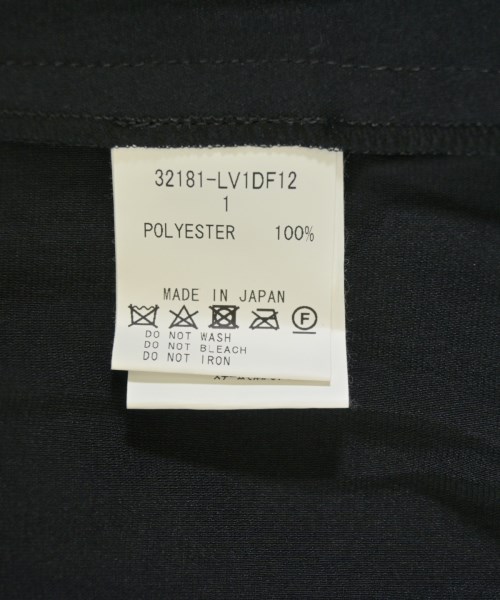 32181-LV1DF12
1
POLYESTER 100%
MADE IN JAPAN
F
DO NOT WASH
DO NOT BLEACH
DO NOT IRON